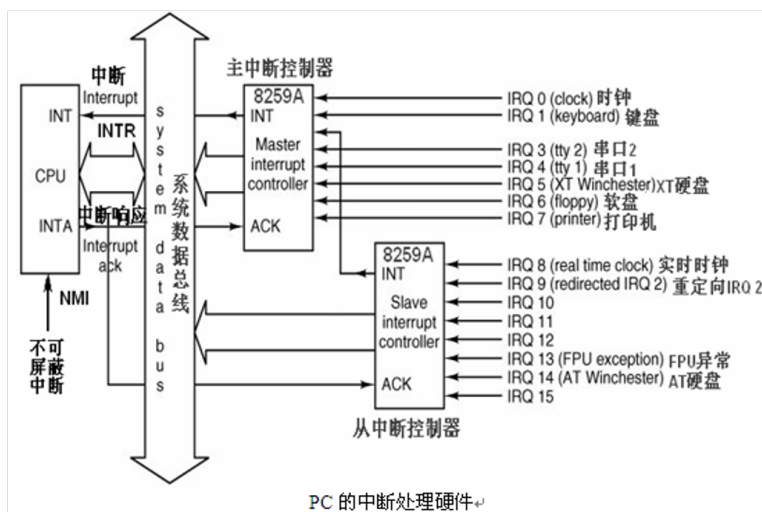 中断
Interrupt
INT
INTR
CPU
中断响应
INTA
Interrupt
ack
NMI
不可
屏蔽
中断
system data bus
系统数据总线
主中断控制器
8259A
INT
Master
interrupt
controller
ACK
IRQ 0 (clock) 时钟
IRQ 1 (keyboard) 键盘
IRQ 3 (tty 2) 串口2
IRQ 4 (tty 1) 串口1
IRQ 5 (XT Winchester)XT硬盘
IRQ 6 (floppy) 软盘
IRQ 7 (printer) 打印机
8259A
INT
Slave
interrupt
controller
ACK
从中断控制器
IRQ 8 (real time clock) 实时时钟
IRQ 9 (redirected IRQ 2) 重定向IRQ 2
IRQ 10
IRQ 11
IRQ 12
IRQ 13 (FPU exception) FPU异常
IRQ 14 (AT Winchester) AT硬盘
IRQ 15
PC 的中断处理硬件